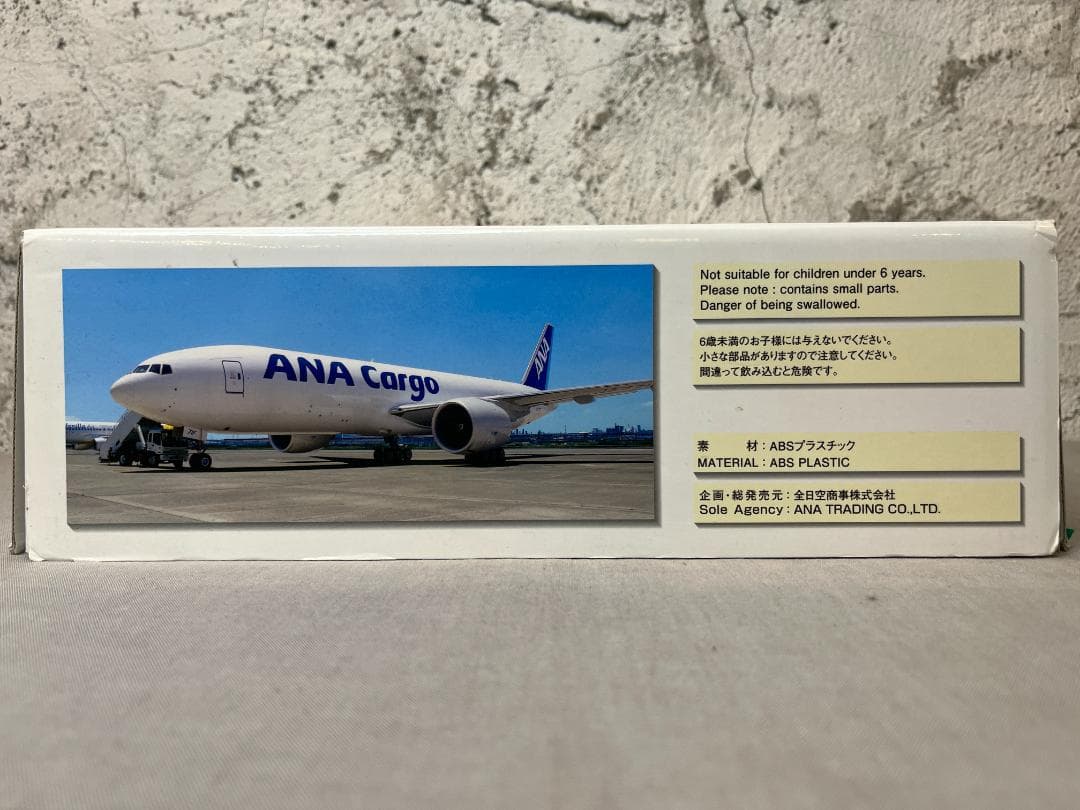 ANA Cargo
ANA
Not suitable for children under 6 years.
Please note : contains small parts.
Danger of being swallowed.
6歳未満のお子様には与えないでください。
小さな部品がありますので注意してください。
間違って飲み込むと危険です。
素　　材：ABSプラスチック
MATERIAL : ABS PLASTIC
企画・総発売元：全日空商事株式会社
Sole Agency : ANA TRADING CO.,LTD.